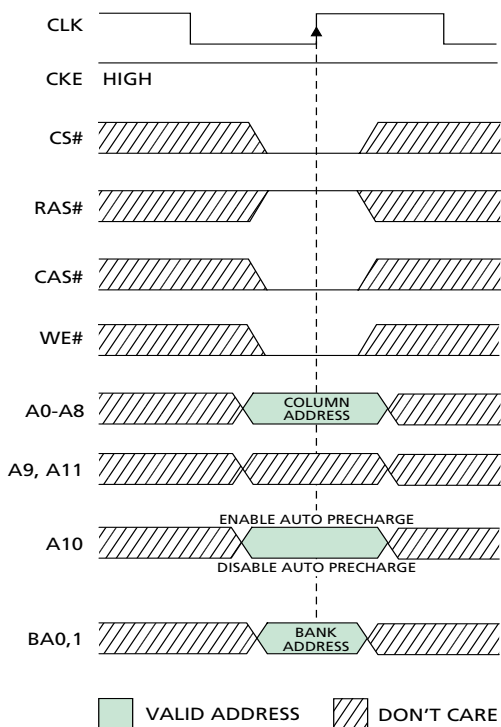 CLK
CKE HIGH
CS#
RAS#
CAS#
WE#
A0-A8 COLUMN
ADDRESS
A9, A11
ENABLE AUTO PRECHARGE
A10
DISABLE AUTO PRECHARGE
BA0,1 BANK
ADDRESS
VALID ADDRESS DON'T CARE